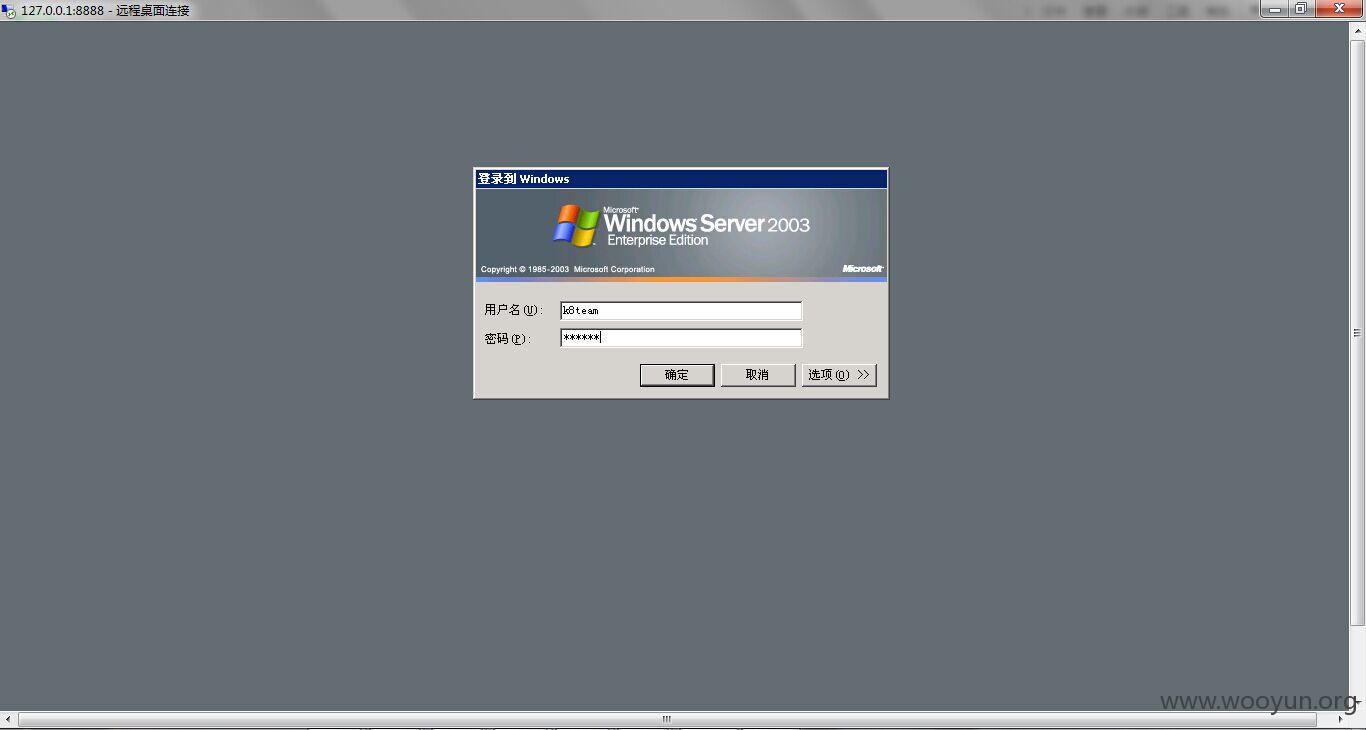 127.0.0.1:8888 - 远程桌面连接
登录到 Windows
Microsoft
Windows Server 2003
Enterprise Edition
Copyright © 1985-2003 Microsoft Corporation
Microsoft
用户名(U):
k8team
密码(P):
******
确定
取消
选项(O) >>
www.wooyun.org